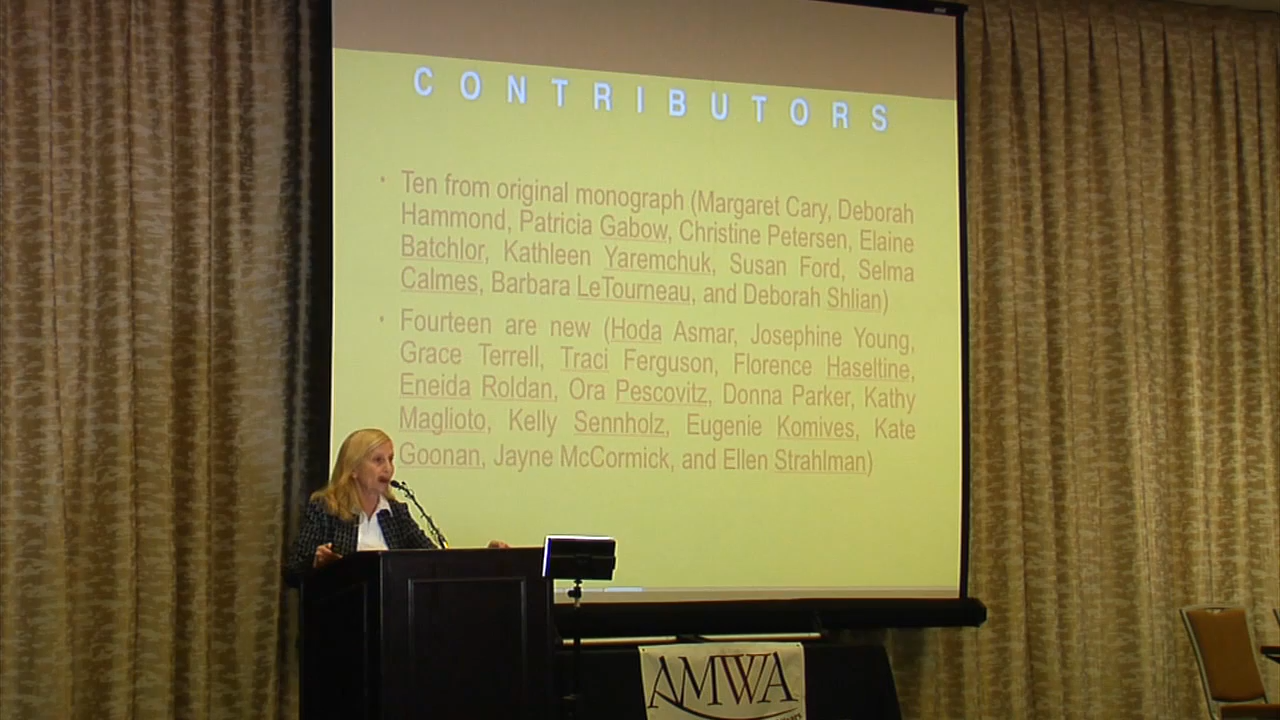 CONTRIBUTORS
• Ten from original monograph (Margaret Cary, Deborah
Hammond, Patricia Gabow, Christine Petersen, Elaine
Batchlor, Kathleen Yaremchuk, Susan Ford, Selma
Calmes, Barbara LeTourneau, and Deborah Shlian)
• Fourteen are new (Hoda Asmar, Josephine Young,
Grace Terrell, Traci Ferguson, Florence Haseltine,
Eneida Roldan, Ora Pescovitz, Donna Parker, Kathy
Maglioto, Kelly Sennholz, Eugenie Komives, Kate
Goonan, Jayne McCormick, and Ellen Strahlman)
AMWA